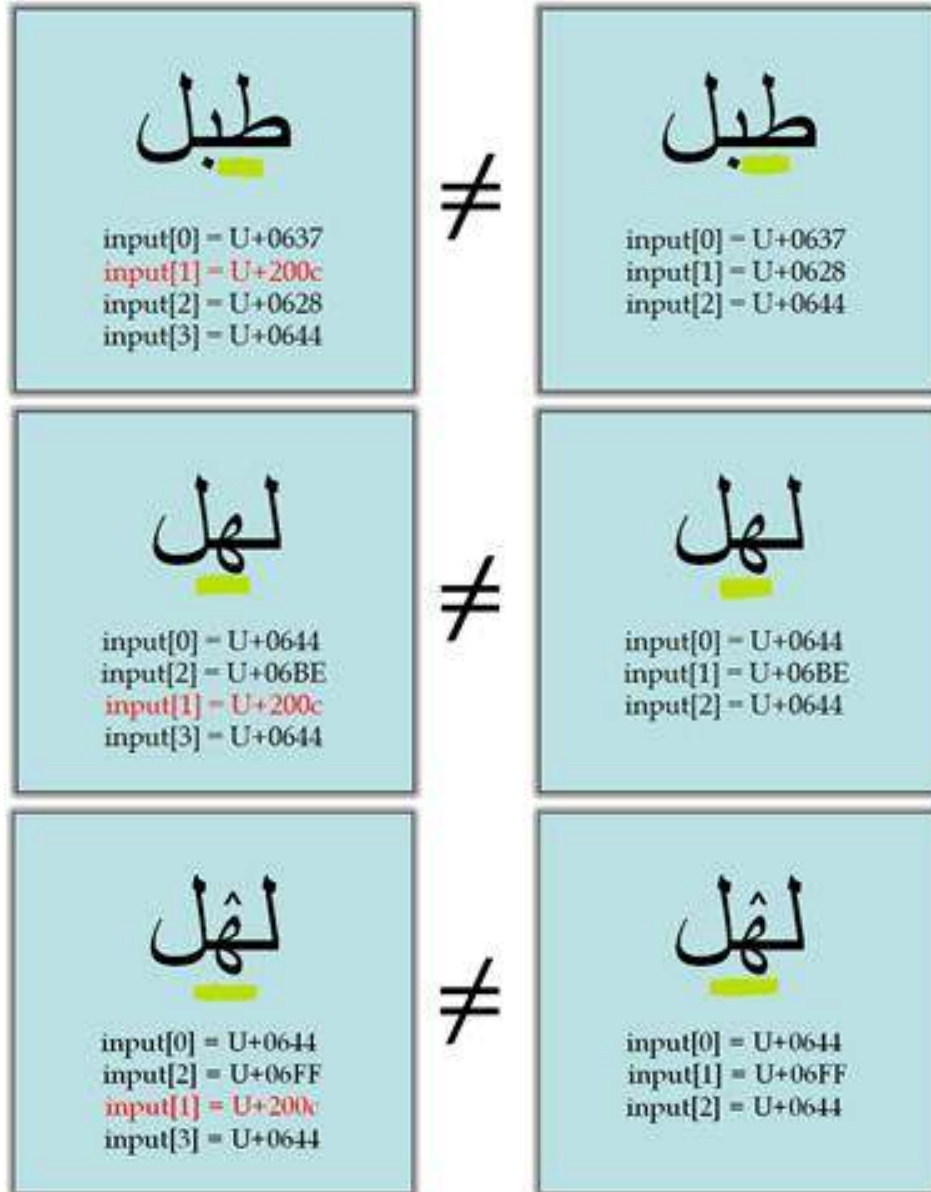 طبل
input[0] = U+0637
input[1] = U+200c
input[2] = U+0628
input[3] = U+0644
≠
طبل
input[0] = U+0637
input[1] = U+0628
input[2] = U+0644
لھل
input[0] = U+0644
input[2] = U+06BE
input[1] = U+200c
input[3] = U+0644
≠
لھل
input[0] = U+0644
input[1] = U+06BE
input[2] = U+0644
لۿل
input[0] = U+0644
input[2] = U+06FF
input[1] = U+200c
input[3] = U+0644
≠
لۿل
input[0] = U+0644
input[1] = U+06FF
input[2] = U+0644